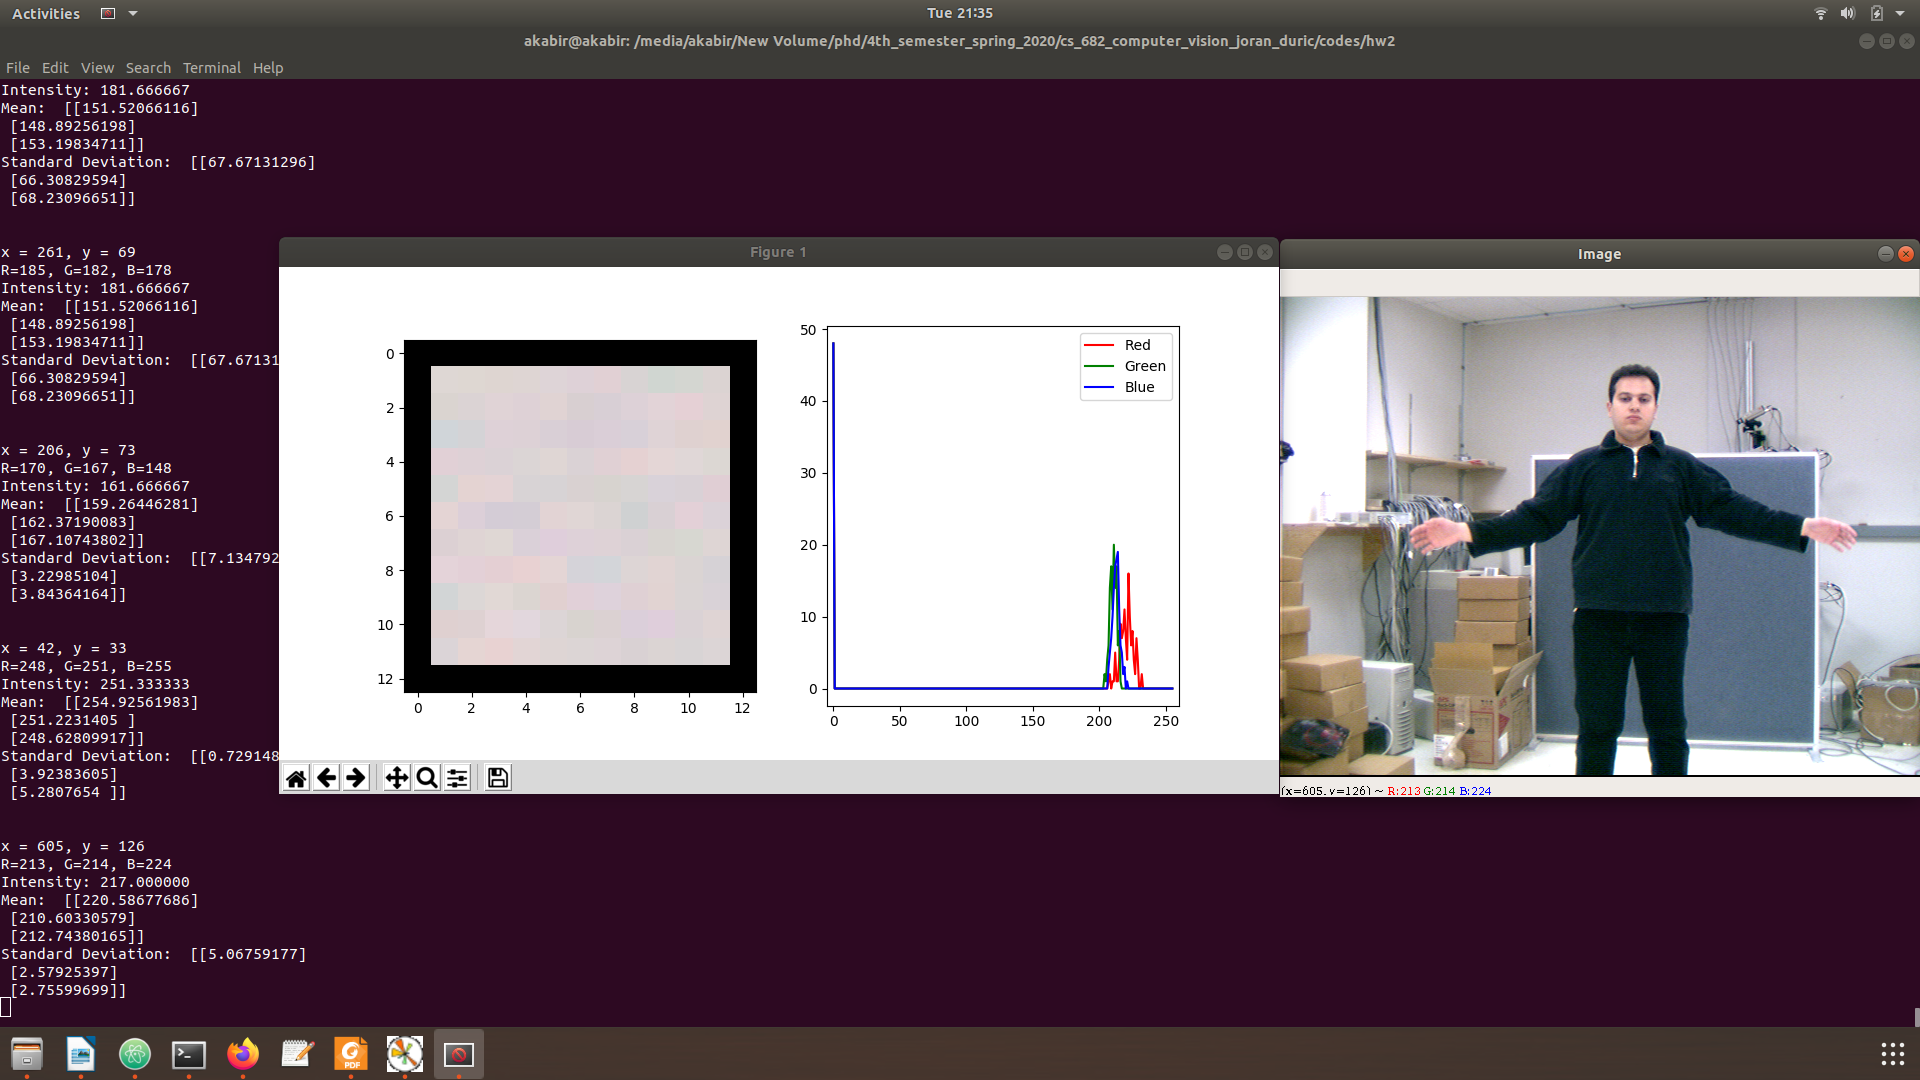 Activities
Tue 21:35
akabir@akabir: /media/akabir/New Volume/phd/4th_semester_spring_2020/cs_682_computer_vision_joran_duric/codes/hw2
File Edit View Search Terminal Help
Intensity: 181.666667
Mean:  [[151.52066116]
 [148.89256198]
 [153.19834711]]
Standard Deviation:  [[67.67131296]
 [66.30829594]
 [68.23096651]]
x = 261, y = 69
R=185, G=182, B=178
Intensity: 181.666667
Mean:  [[151.52066116]
 [148.89256198]
 [153.19834711]]
Standard Deviation:  [[67.67131
 [66.30829594]
 [68.23096651]]
x = 206, y = 73
R=170, G=167, B=148
Intensity: 161.666667
Mean:  [[159.26446281]
 [162.37190083]
 [167.10743802]]
Standard Deviation:  [[7.134792
 [3.22985104]
 [3.84364164]]
x = 42, y = 33
R=248, G=251, B=255
Intensity: 251.333333
Mean:  [[254.92561983]
 [251.2231405 ]
 [248.62809917]]
Standard Deviation:  [[0.729148
 [3.92383605]
 [5.2807654 ]]
x = 605, y = 126
R=213, G=214, B=224
Intensity: 217.000000
Mean:  [[220.58677686]
 [210.60330579]
 [212.74380165]]
Standard Deviation:  [[5.06759177]
 [2.57925397]
 [2.75599699]]
Figure 1
0
2
4
6
8
10
12
0 2 4 6 8 10 12
50
40
30
20
10
0
0 50 100 150 200 250
Red
Green
Blue
Image
(x=605, y=126) ~ R:213 G:214 B:224
PDF